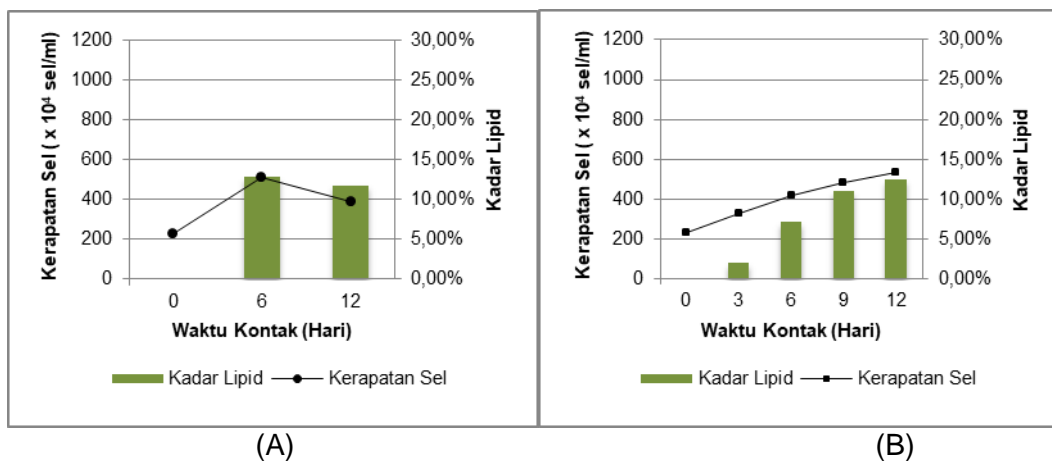 Kerapatan Sel ( x 10⁴ sel/ml)
1200
1000
800
600
400
200
0
30,00%
25,00%
20,00%
15,00%
10,00%
5,00%
0,00%
Kadar Lipid
0 6 12
Waktu Kontak (Hari)
Kadar Lipid Kerapatan Sel
(A)
Kerapatan Sel ( x 10⁴ sel/ml)
1200
1000
800
600
400
200
0
30,00%
25,00%
20,00%
15,00%
10,00%
5,00%
0,00%
Kadar Lipid
0 3 6 9 12
Waktu Kontak (Hari)
Kadar Lipid Kerapatan Sel
(B)